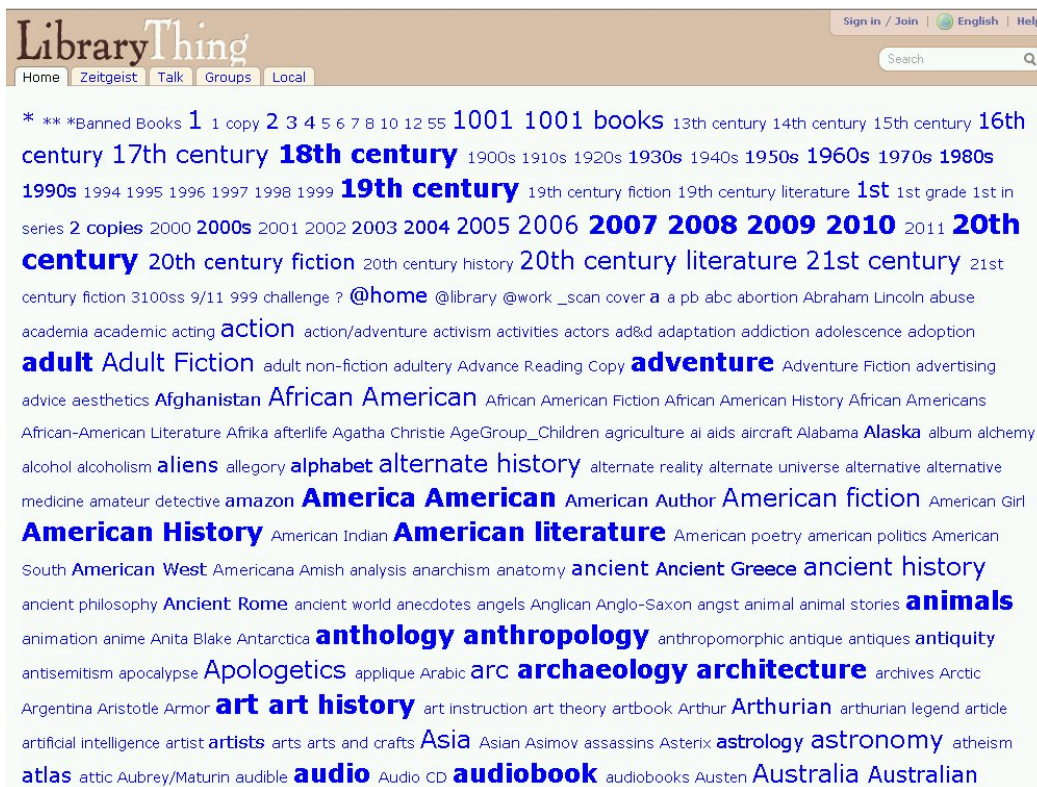 Sign in / Join | English | Help
LibraryThing
Search
Home Zeitgeist Talk Groups Local
* ** *Banned Books 1 1 copy 2 3 4 5 6 7 8 10 12 55 1001 1001 books 13th century 14th century 15th century 16th
century 17th century 18th century 1900s 1910s 1920s 1930s 1940s 1950s 1960s 1970s 1980s
1990s 1994 1995 1996 1997 1998 1999 19th century 19th century fiction 19th century literature 1st 1st grade 1st in
series 2 copies 2000 2000s 2001 2002 2003 2004 2005 2006 2007 2008 2009 2010 2011 20th
century 20th century fiction 20th century history 20th century literature 21st century 21st
century fiction 3100ss 9/11 999 challenge ? @home @library @work _scan cover a a pb abc abortion Abraham Lincoln abuse
academia academic acting action action/adventure activism activities actors ad&d adaptation addiction adolescence adoption
adult Adult Fiction adult non-fiction adultery Advance Reading Copy adventure Adventure Fiction advertising
advice aesthetics Afghanistan African American African American Fiction African American History African Americans
African-American Literature Afrika afterlife Agatha Christie AgeGroup_Children agriculture ai aids aircraft Alabama Alaska album alchemy
alcohol alcoholism aliens allegory alphabet alternate history alternate reality alternate universe alternative alternative
medicine amateur detective amazon America American American Author American fiction American Girl
American History American Indian American literature American poetry american politics American
South American West Americana Amish analysis anarchism anatomy ancient Ancient Greece ancient history
ancient philosophy Ancient Rome ancient world anecdotes angels Anglican Anglo-Saxon angst animal animal stories animals
animation anime Anita Blake Antarctica anthology anthropology anthropomorphic antique antiques antiquity
antisemitism apocalypse Apologetics applique Arabic arc archaeology architecture archives Arctic
Argentina Aristotle Armor art art history art instruction art theory artbook Arthur Arthurian arthurian legend article
artificial intelligence artist artists arts arts and crafts Asia Asian Asimov assassins Asterix astrology astronomy atheism
atlas attic Aubrey/Maturin audible audio Audio CD audiobook audiobooks Austen Australia Australian